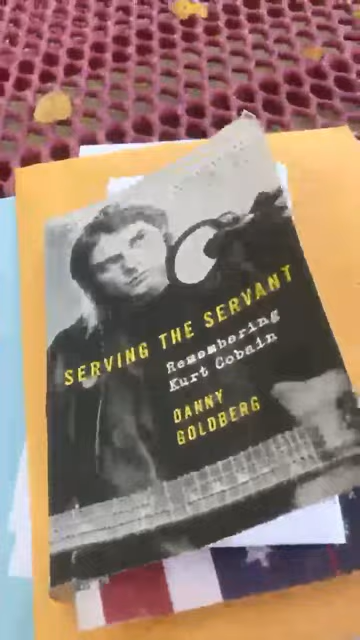 SERVING THE SERVANT
Remembering
Kurt Cobain
DANNY
GOLDBERG